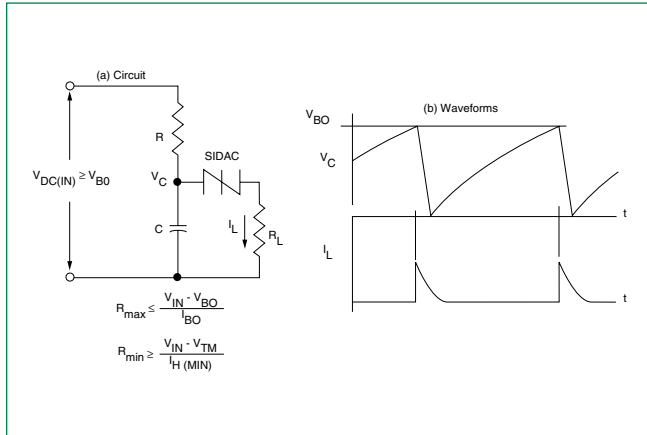 (a) Circuit
R
SIDAC
V_DC(IN) ≥ V_B0
V_C
C
I_L
R_L
R_max ≤ (V_IN - V_BO) / I_BO
R_min ≥ (V_IN - V_TM) / I_H (MIN)
(b) Waveforms
V_BO
V_C
t
I_L
t